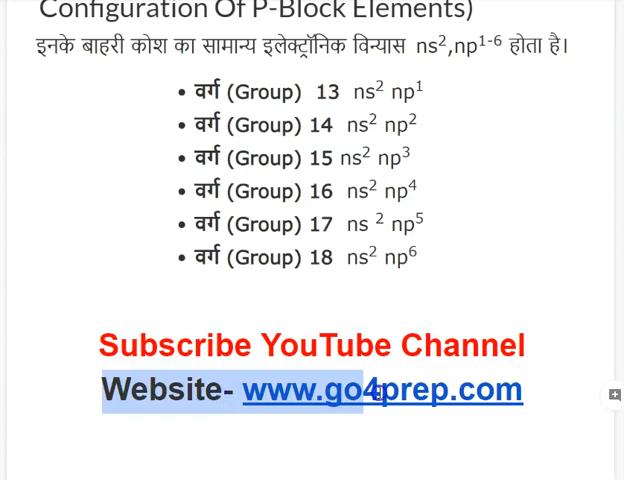 Configuration Of P-Block Elements)
इनके बाहरी कोश का सामान्य इलेक्ट्रॉनिक विन्यास ns²,np¹⁻⁶ होता है।
• वर्ग (Group) 13 ns² np¹
• वर्ग (Group) 14 ns² np²
• वर्ग (Group) 15 ns² np³
• वर्ग (Group) 16 ns² np⁴
• वर्ग (Group) 17 ns ² np⁵
• वर्ग (Group) 18 ns² np⁶
Subscribe YouTube Channel
Website- www.go4prep.com